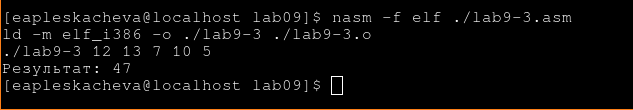 [eapleskacheva@localhost lab09]$ nasm -f elf ./lab9-3.asm
ld -m elf_i386 -o ./lab9-3 ./lab9-3.o
./lab9-3 12 13 7 10 5
Результат: 47
[eapleskacheva@localhost lab09]$